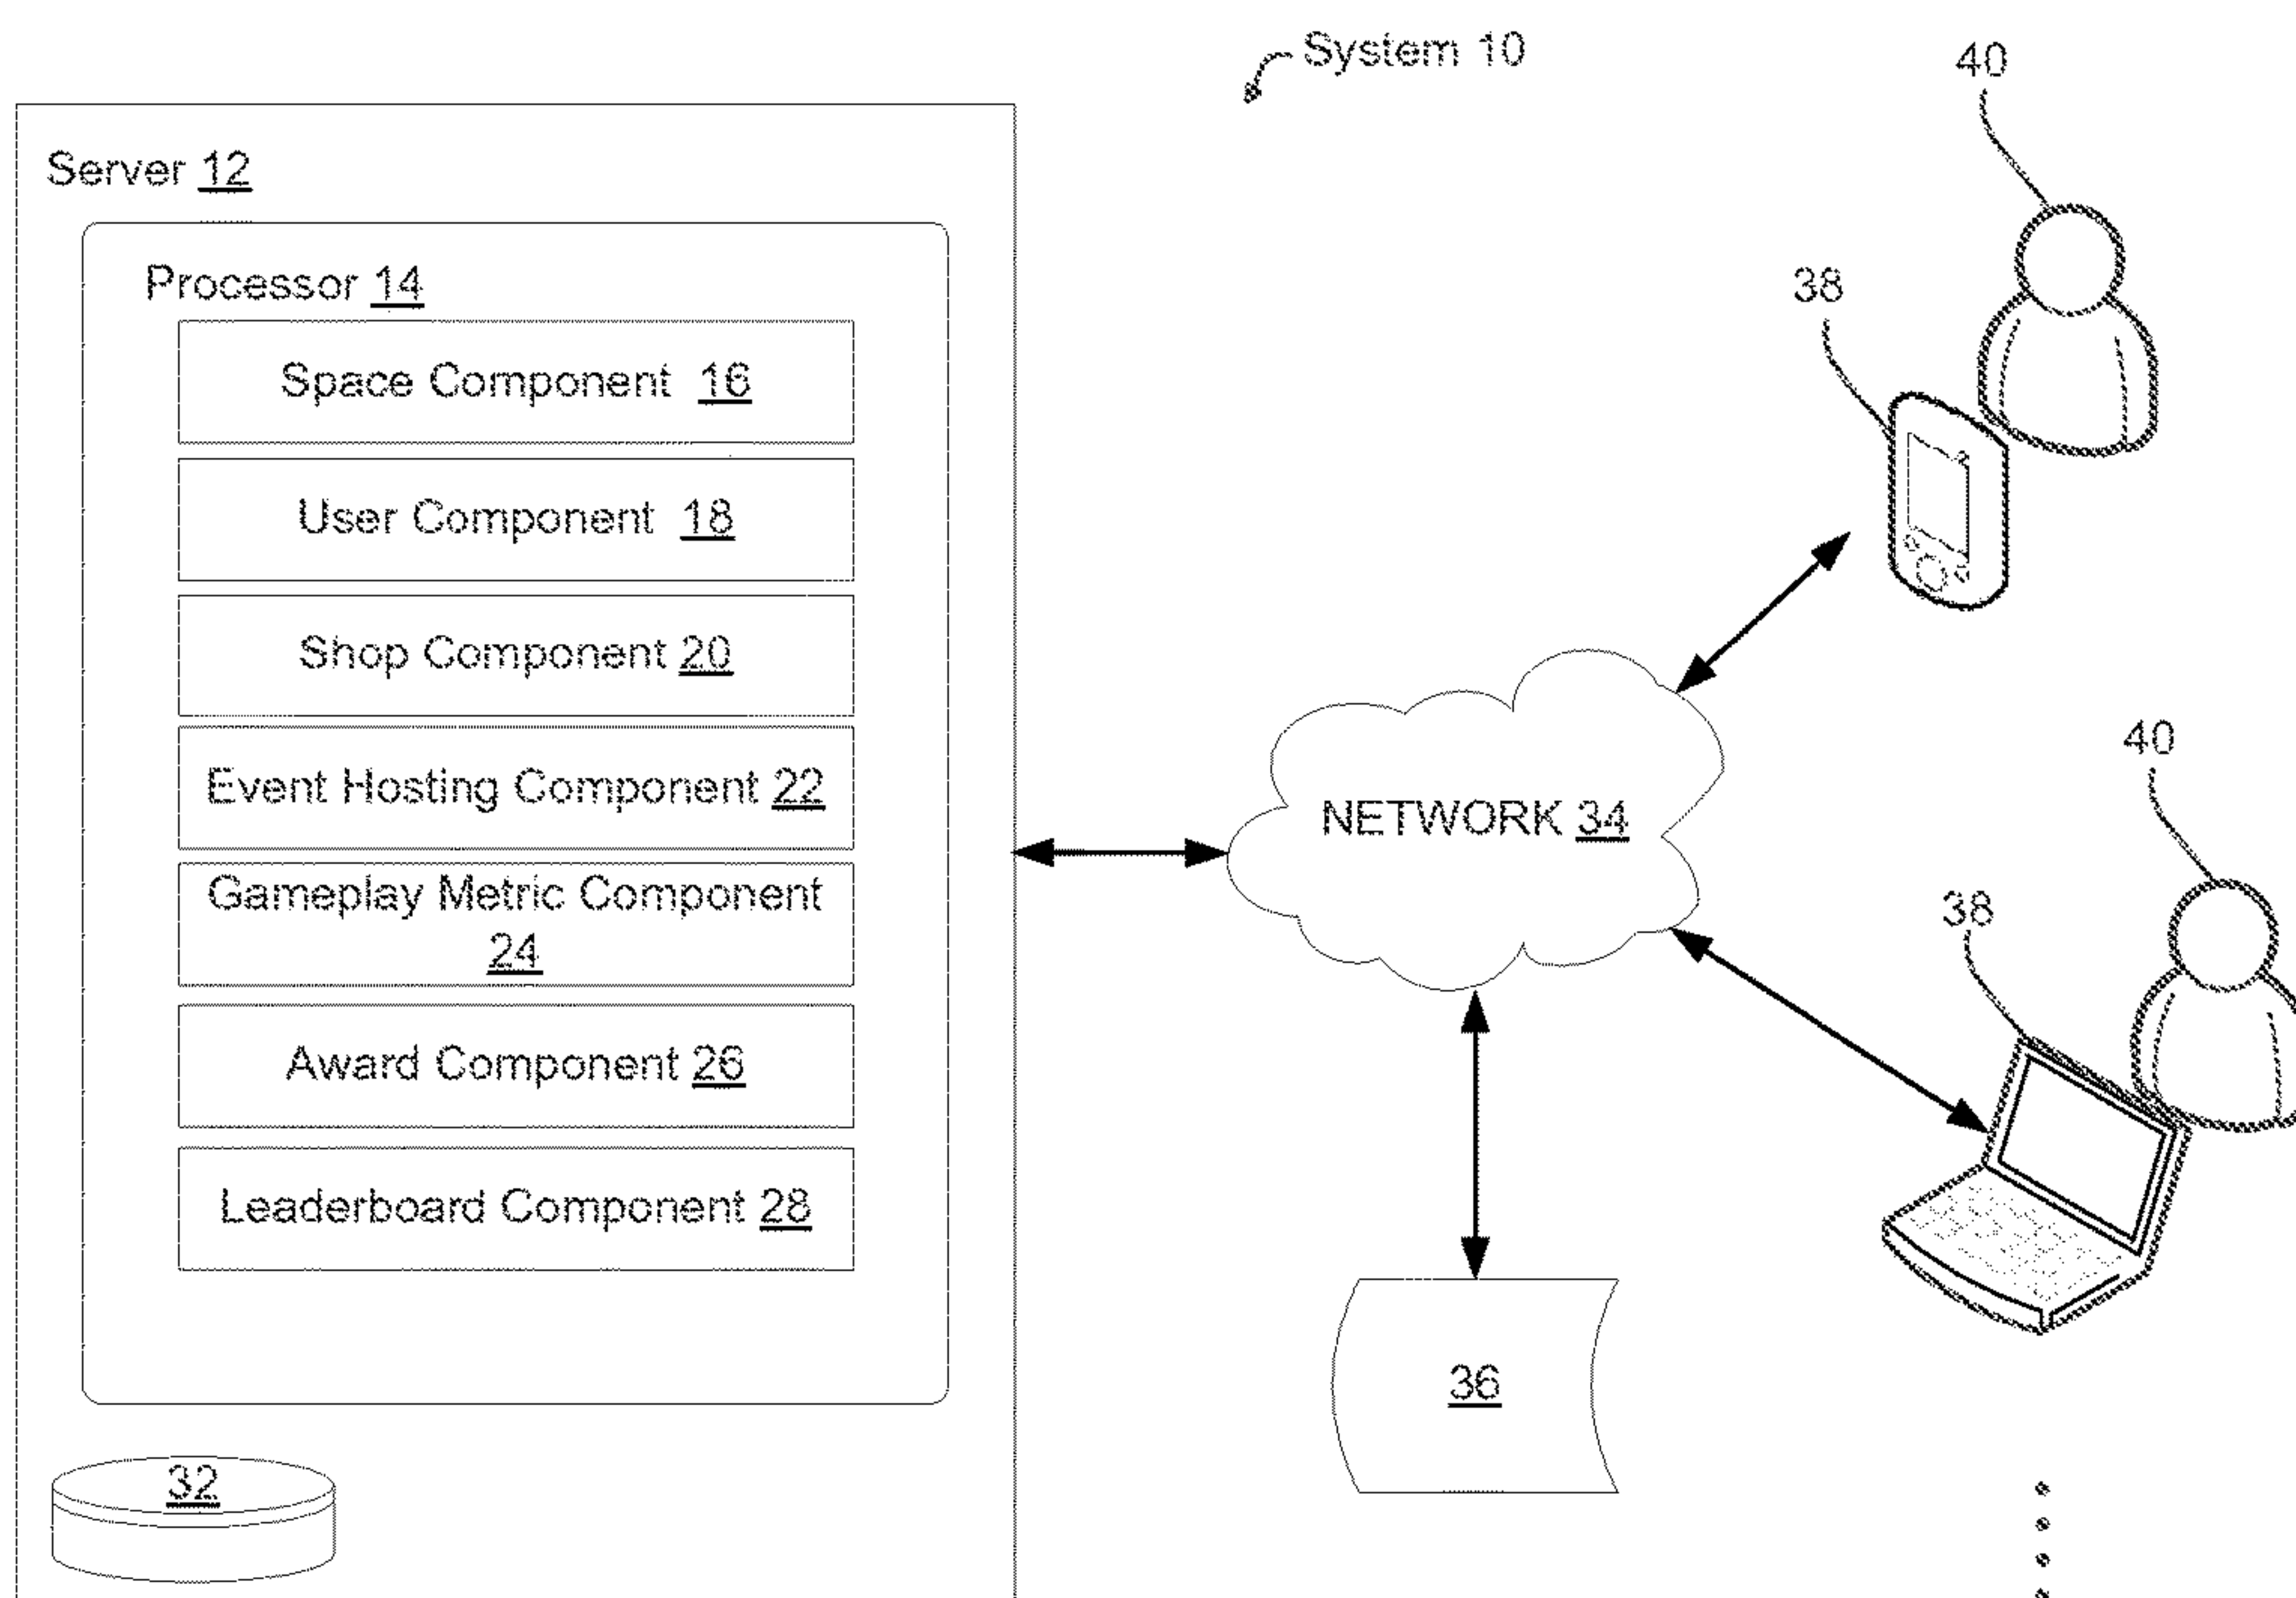 System 10
Server 12
Processor 14
Space Component 16
User Component 18
Shop Component 20
Event Hosting Component 22
Gameplay Metric Component
24
Award Component 26
Leaderboard Component 28
32
NETWORK 34
36
40
38
40
38